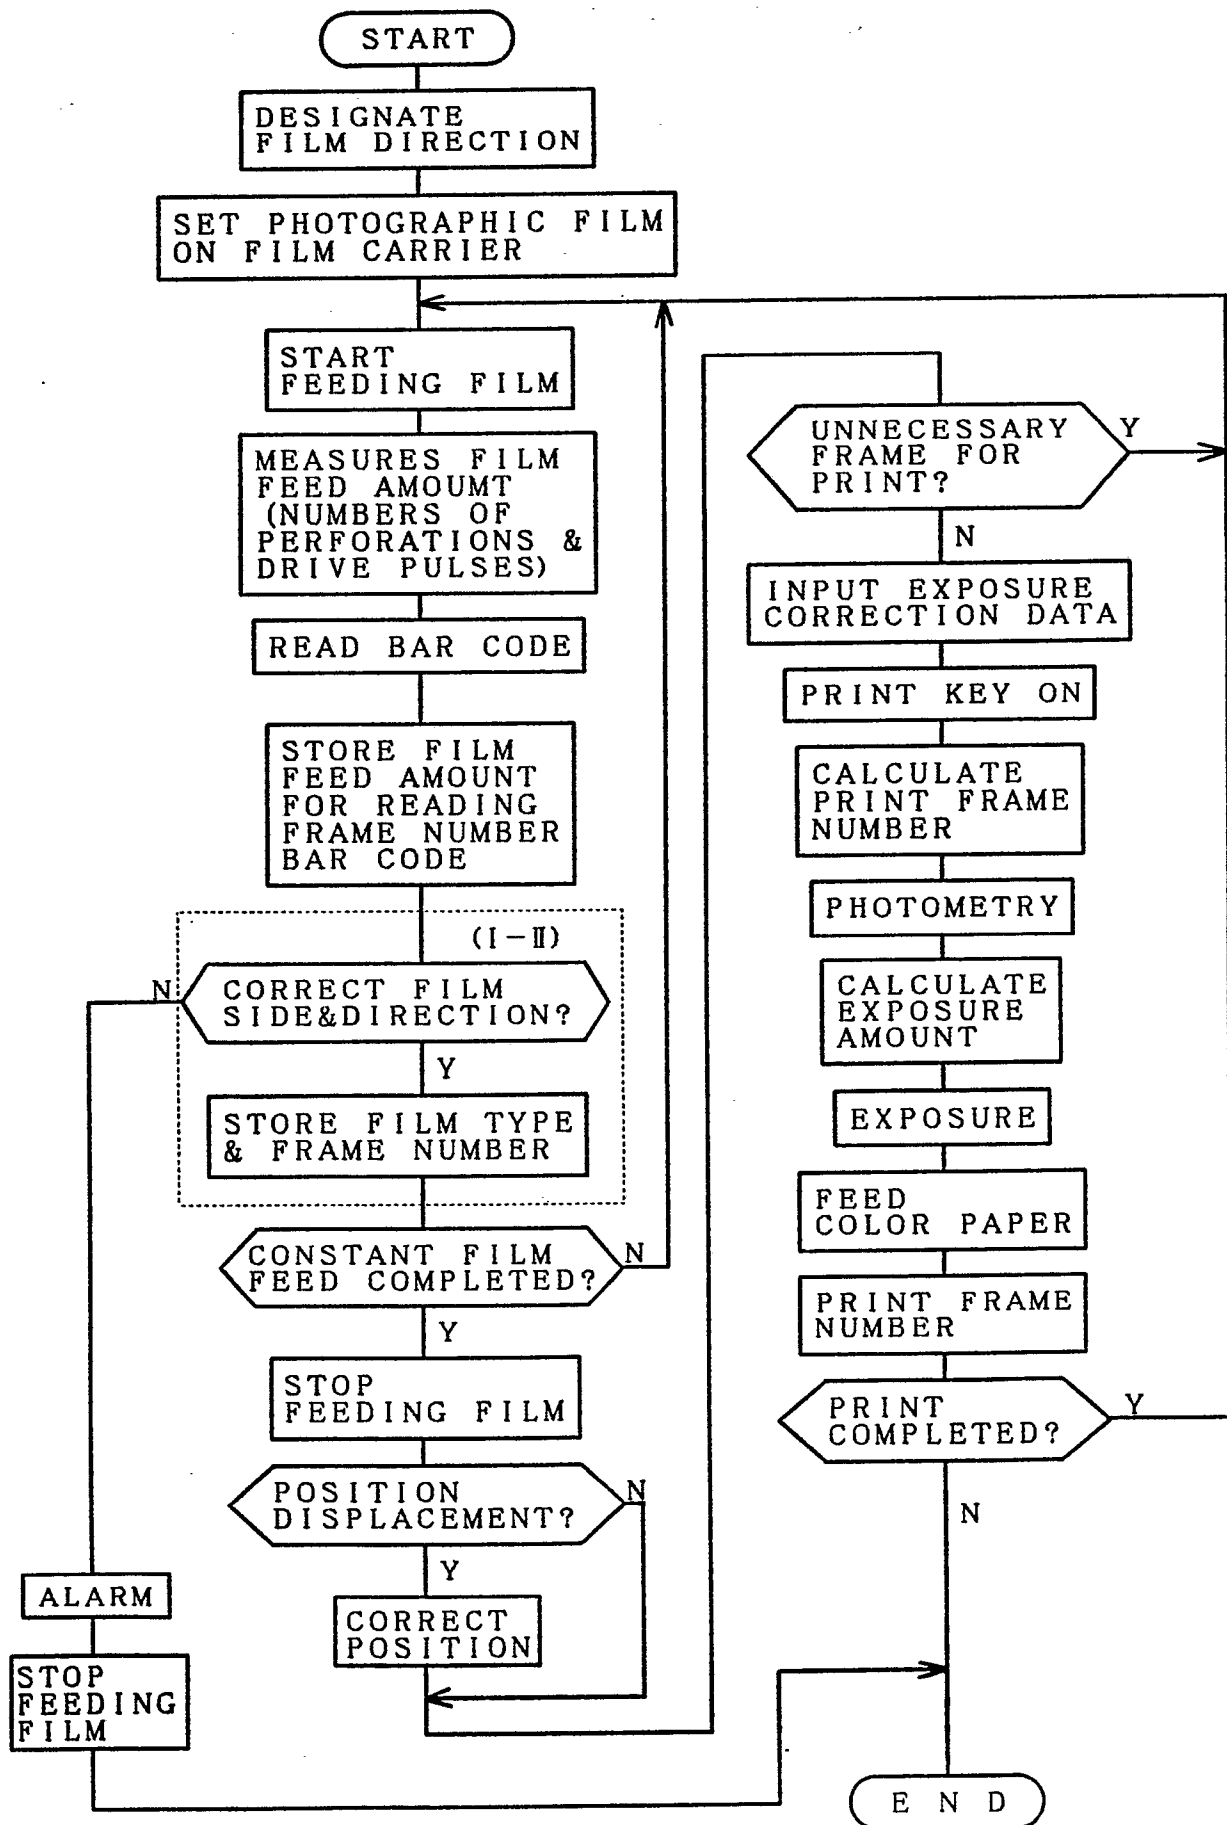 START
DESIGNATE
FILM DIRECTION
SET PHOTOGRAPHIC FILM
ON FILM CARRIER
START
FEEDING FILM
MEASURES FILM
FEED AMOUMT
(NUMBERS OF
PERFORATIONS &
DRIVE PULSES)
READ BAR CODE
STORE FILM
FEED AMOUNT
FOR READING
FRAME NUMBER
BAR CODE
(I-II)
N
CORRECT FILM
SIDE&DIRECTION?
Y
STORE FILM TYPE
& FRAME NUMBER
CONSTANT FILM
FEED COMPLETED?
N
Y
STOP
FEEDING FILM
POSITION
DISPLACEMENT?
N
Y
CORRECT
POSITION
ALARM
STOP
FEEDING
FILM
UNNECESSARY
FRAME FOR
PRINT?
Y
N
INPUT EXPOSURE
CORRECTION DATA
PRINT KEY ON
CALCULATE
PRINT FRAME
NUMBER
PHOTOMETRY
CALCULATE
EXPOSURE
AMOUNT
EXPOSURE
FEED
COLOR PAPER
PRINT FRAME
NUMBER
PRINT
COMPLETED?
Y
N
END